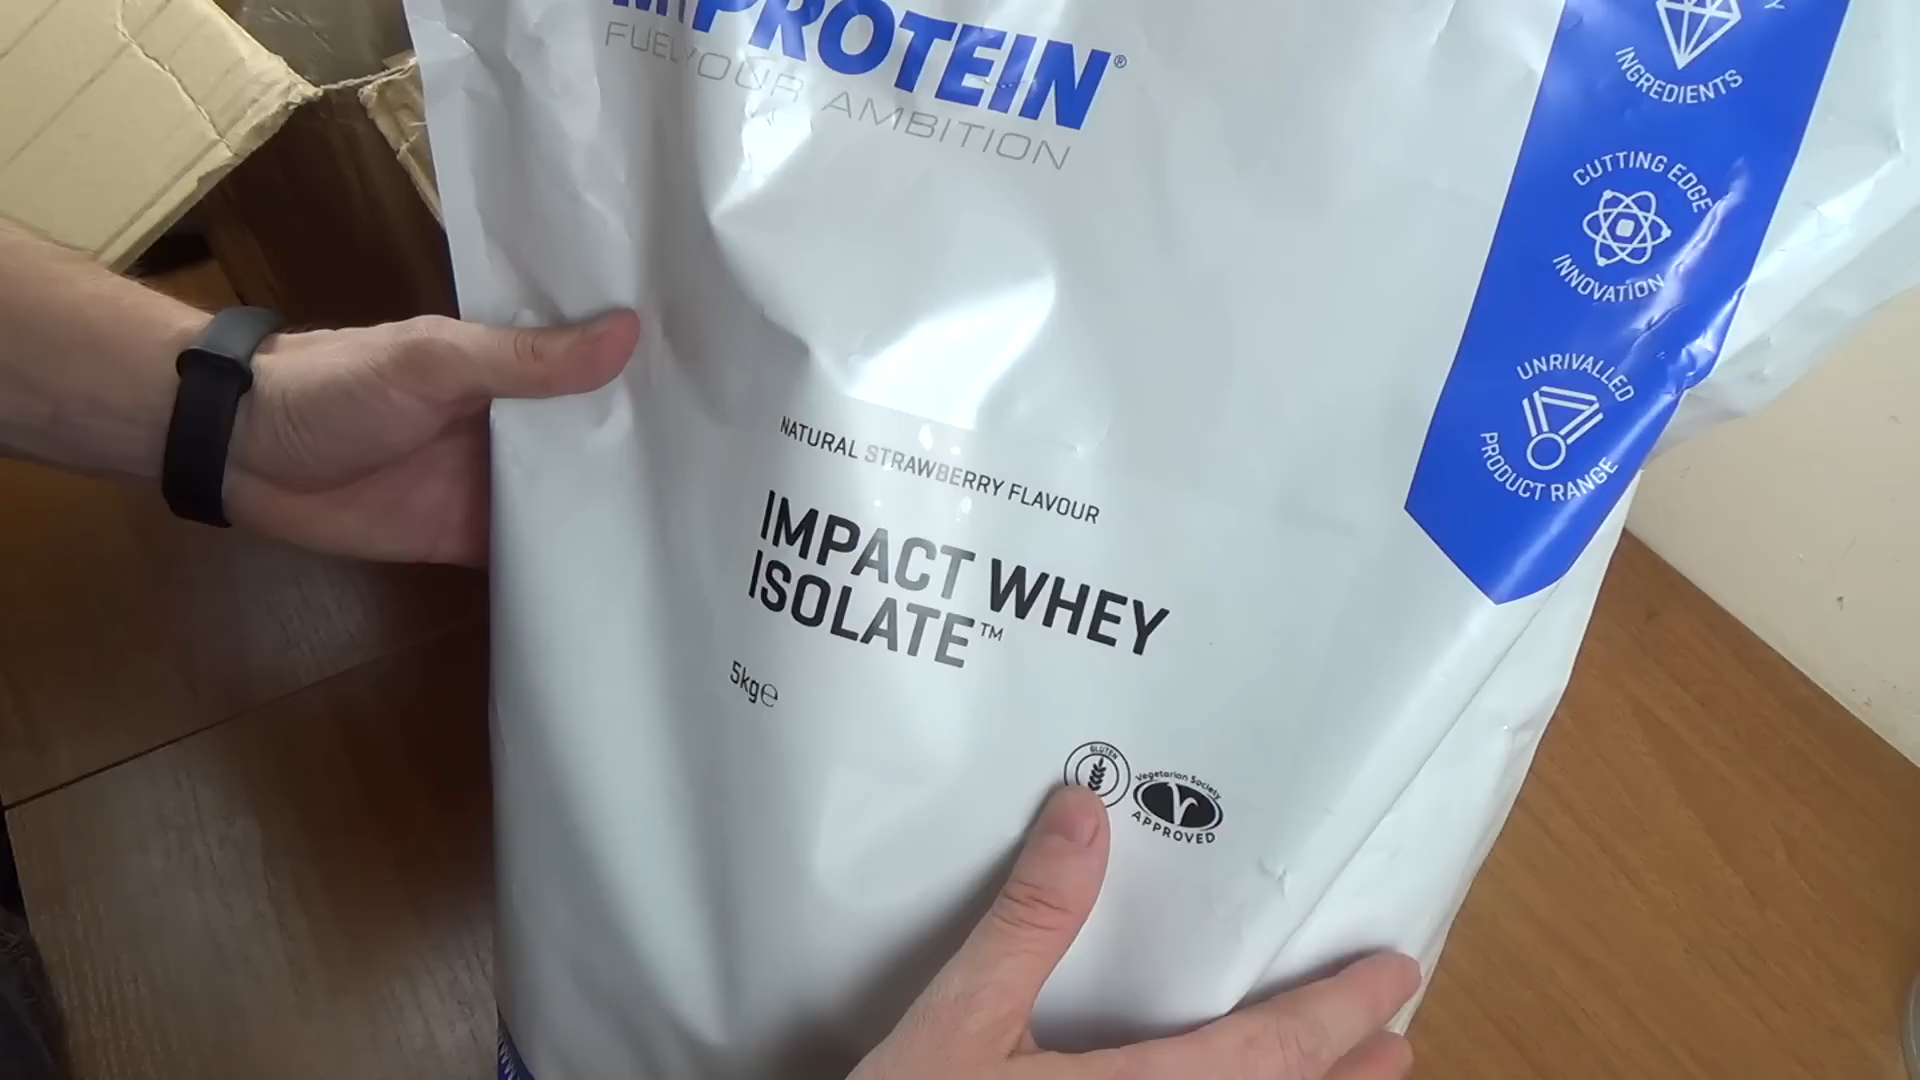 PROTEIN®
FUEL YOUR AMBITION
INGREDIENTS
CUTTING EDGE
INNOVATION
UNRIVALLED
PRODUCT RANGE
NATURAL STRAWBERRY FLAVOUR
IMPACT WHEY
ISOLATE™
5kg℮
GLUTEN
Vegetarian Society
APPROVED